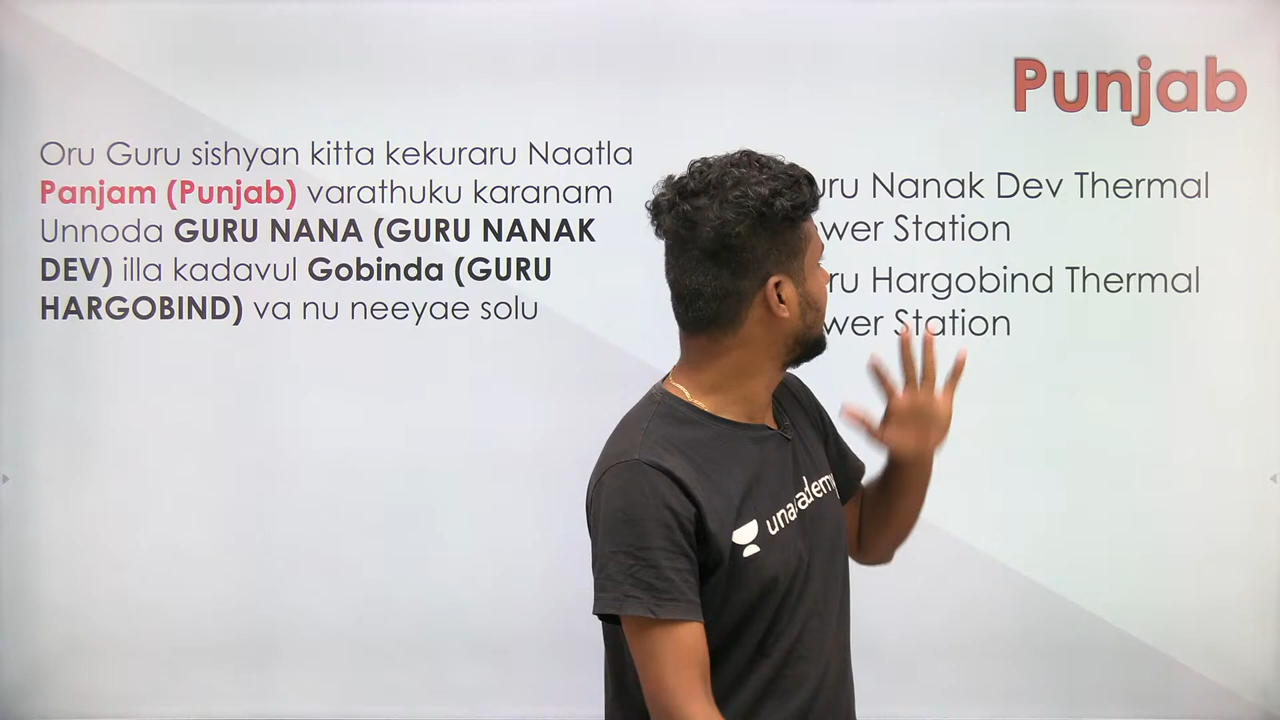 Punjab
Oru Guru sishyan kitta kekuraru Naatla
Panjam (Punjab) varathuku karanam
Unnoda GURU NANA (GURU NANAK
DEV) illa kadavul Gobinda (GURU
HARGOBIND) va nu neeyae solu
Nanak Dev Thermal
Station
Hargobind Thermal
Station
unacademy